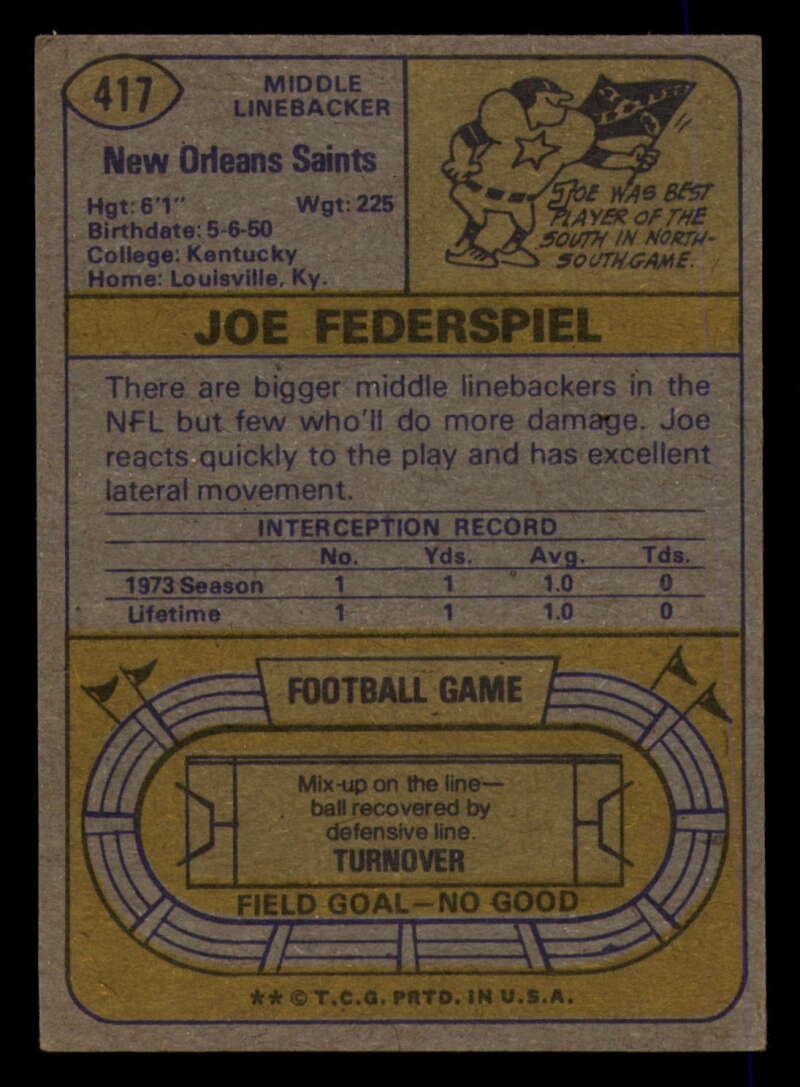 417
MIDDLE
LINEBACKER
New Orleans Saints
Hgt: 6'1" Wgt: 225
Birthdate: 5-6-50
College: Kentucky
Home: Louisville, Ky.
JOE WAS BEST
PLAYER OF THE
SOUTH IN NORTH-
SOUTH GAME.
JOE FEDERSPIEL
There are bigger middle linebackers in the
NFL but few who'll do more damage. Joe
reacts quickly to the play and has excellent
lateral movement.
INTERCEPTION RECORD
No. Yds. Avg. Tds.
1973 Season 1 1 1.0 0
Lifetime 1 1 1.0 0
FOOTBALL GAME
Mix-up on the line—
ball recovered by
defensive line.
TURNOVER
FIELD GOAL—NO GOOD
** © T.C.G. PRTD. IN U.S.A.